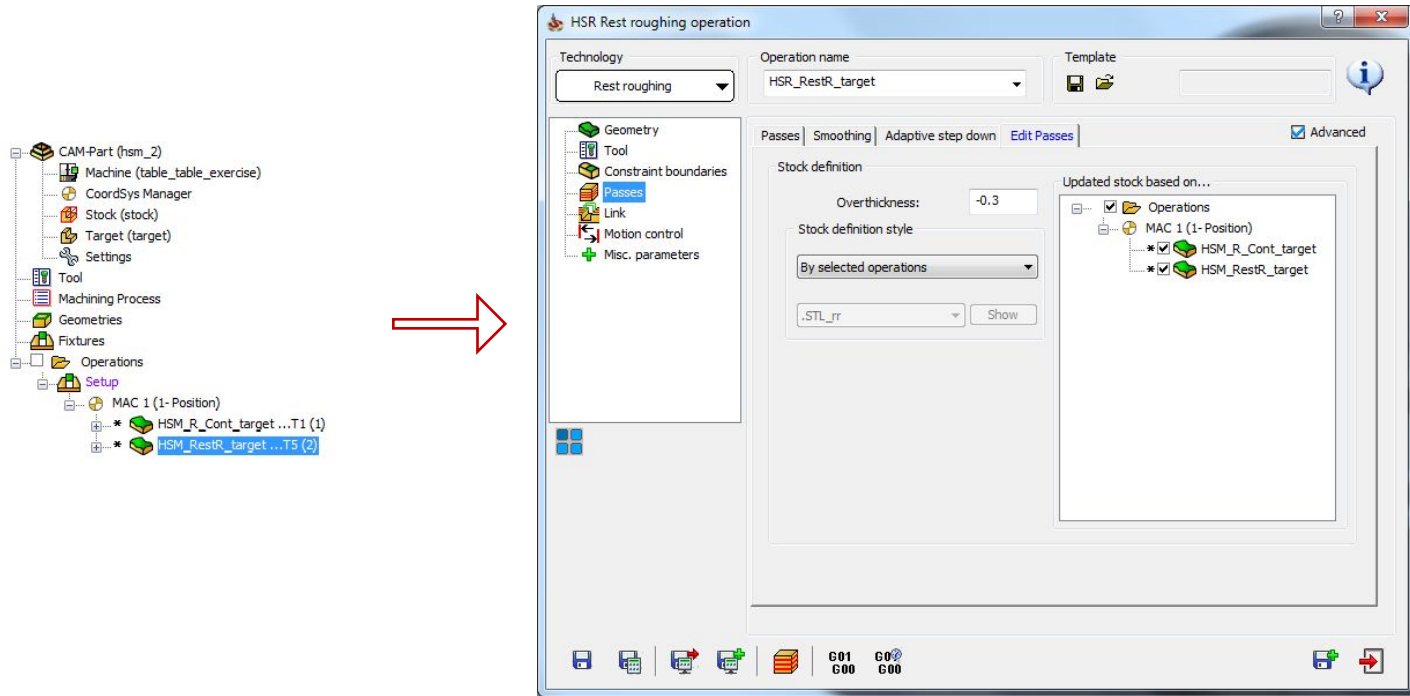 CAM-Part (hsm_2)
Machine (table_table_exercise)
CoordSys Manager
Stock (stock)
Target (target)
Settings
Tool
Machining Process
Geometries
Fixtures
Operations
Setup
MAC 1 (1- Position)
* HSM_R_Cont_target ...T1 (1)
* HSM_RestR_target ...T5 (2)
HSR Rest roughing operation
Technology
Rest roughing
Operation name
HSR_RestR_target
Template
Geometry
Tool
Constraint boundaries
Passes
Link
Motion control
Misc. parameters
Passes Smoothing Adaptive step down Edit Passes
Advanced
Stock definition
Overthickness: -0.3
Stock definition style
By selected operations
.STL_rr Show
Updated stock based on...
Operations
MAC 1 (1- Position)
* HSM_R_Cont_target
* HSM_RestR_target
G01
G00
G00
G00